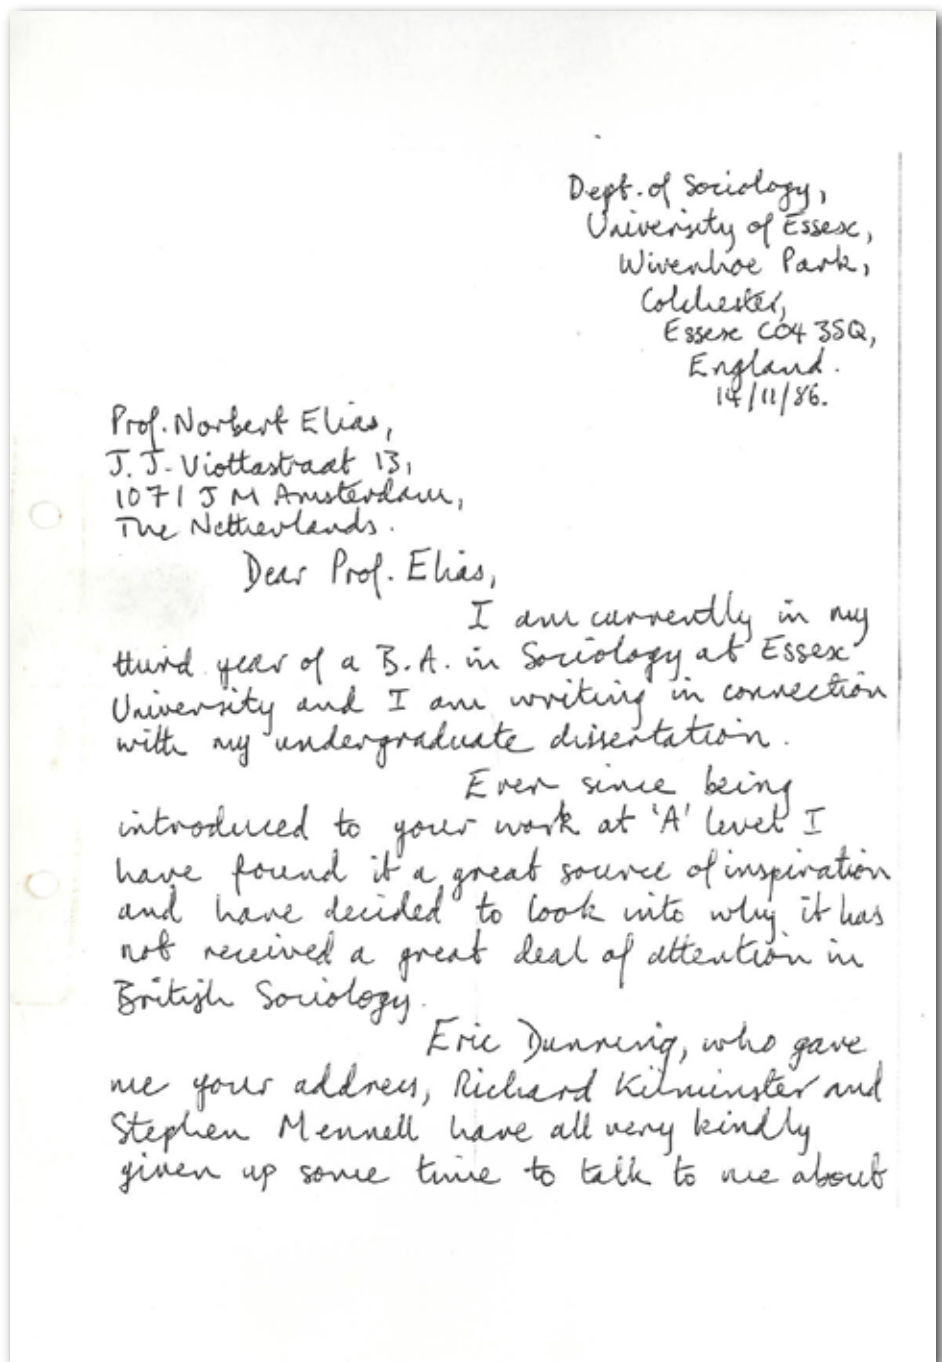 Dept. of Sociology,
University of Essex,
Wivenhoe Park,
Colchester,
Essex CO4 3SQ,
England.
14/11/86.
Prof. Norbert Elias,
J. J. Viottastraat 13,
1071 J M Amsterdam,
The Netherlands.
Dear Prof. Elias,
I am currently in my
third year of a B.A. in Sociology at Essex
University and I am writing in connection
with my undergraduate dissertation.
Ever since being
introduced to your work at 'A' level I
have found it a great source of inspiration
and have decided to look into why it has
not received a great deal of attention in
British Sociology.
Eric Dunning, who gave
me your address, Richard Kilminster and
Stephen Mennell have all very kindly
given up some time to talk to me about